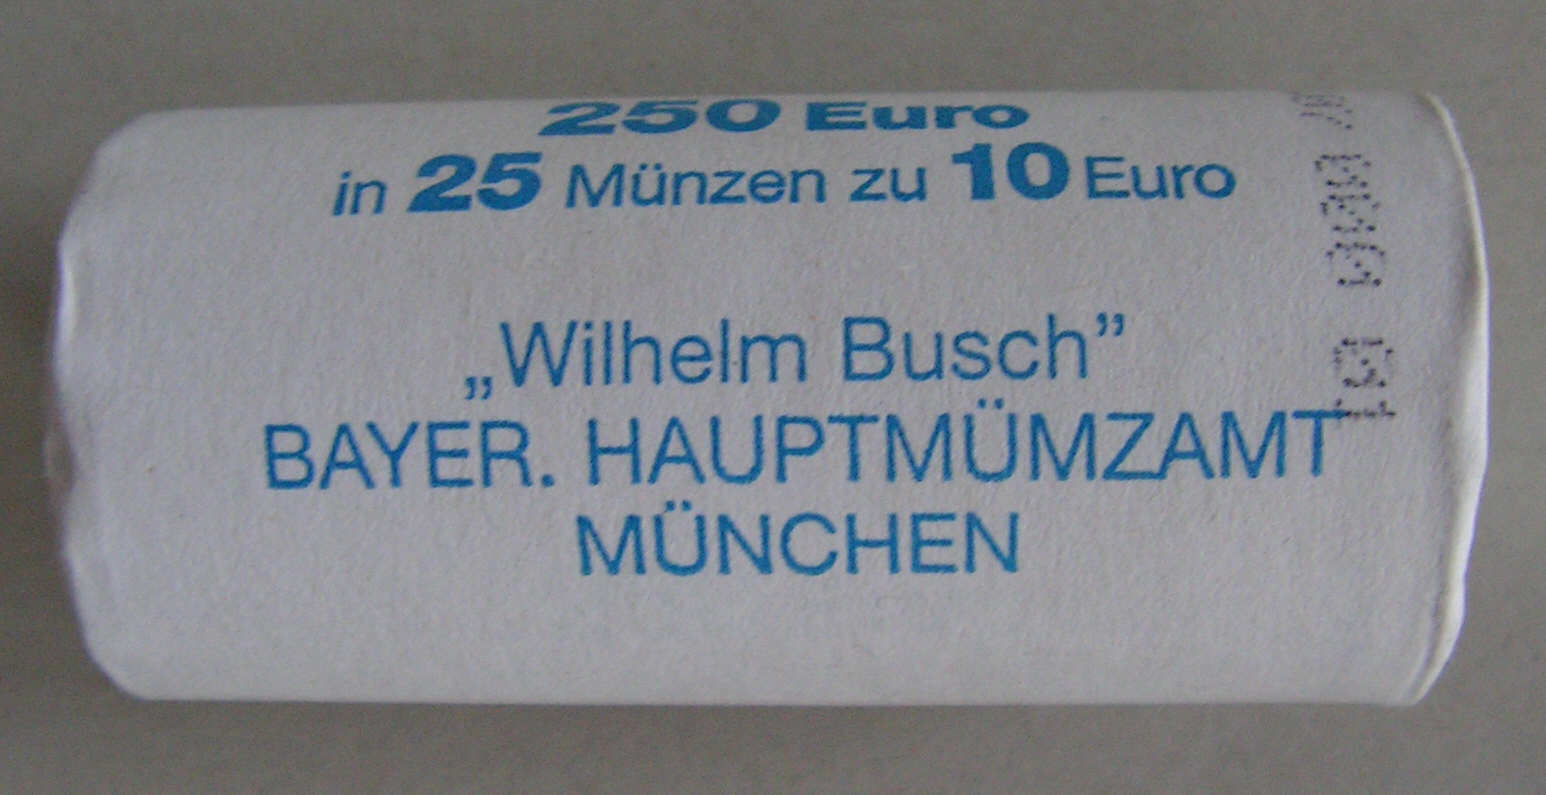 250 Euro
in 25 Münzen zu 10 Euro
„Wilhelm Busch”
BAYER. HAUPTMÜMZAMT
MÜNCHEN